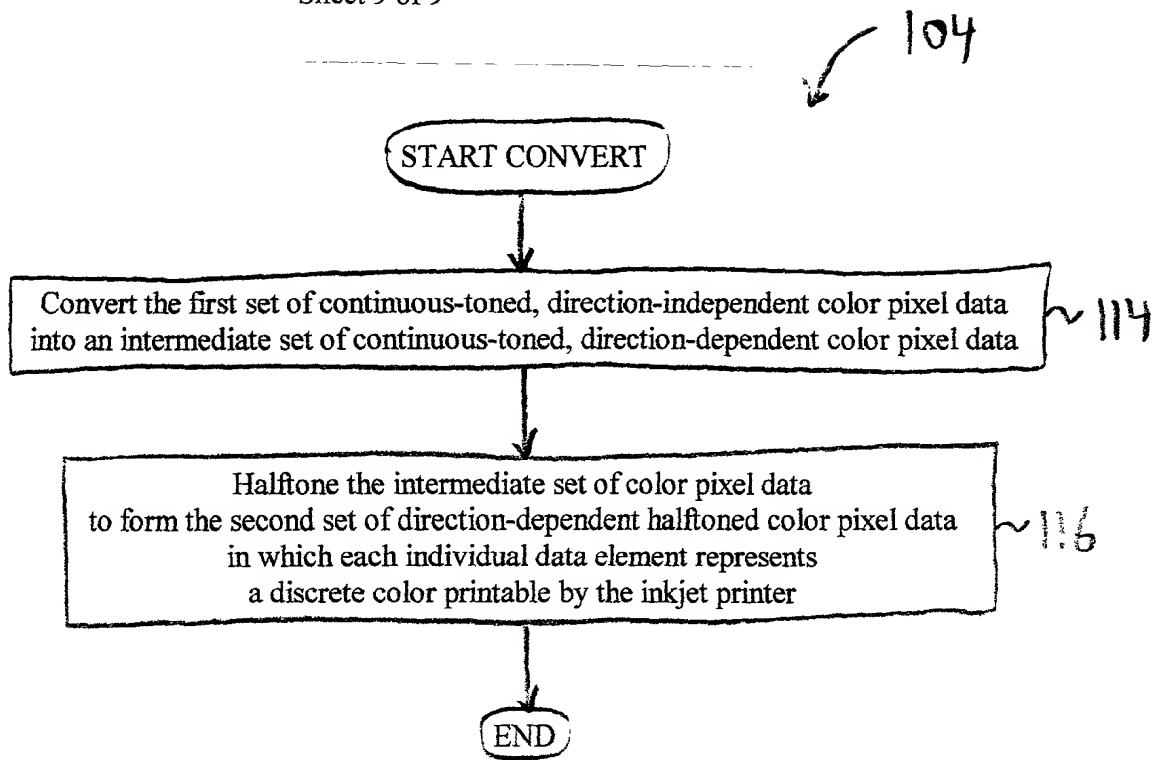 104
START CONVERT
Convert the first set of continuous-toned, direction-independent color pixel data
into an intermediate set of continuous-toned, direction-dependent color pixel data
114
Halftone the intermediate set of color pixel data
to form the second set of direction-dependent halftoned color pixel data
in which each individual data element represents
a discrete color printable by the inkjet printer
116
END